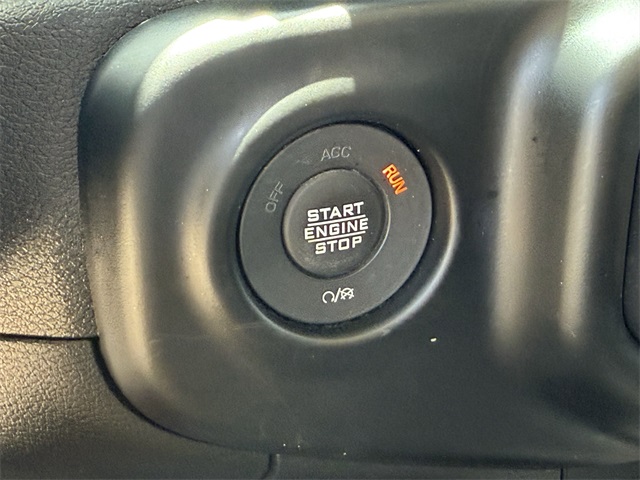 OFF
ACC
RUN
START
ENGINE
STOP